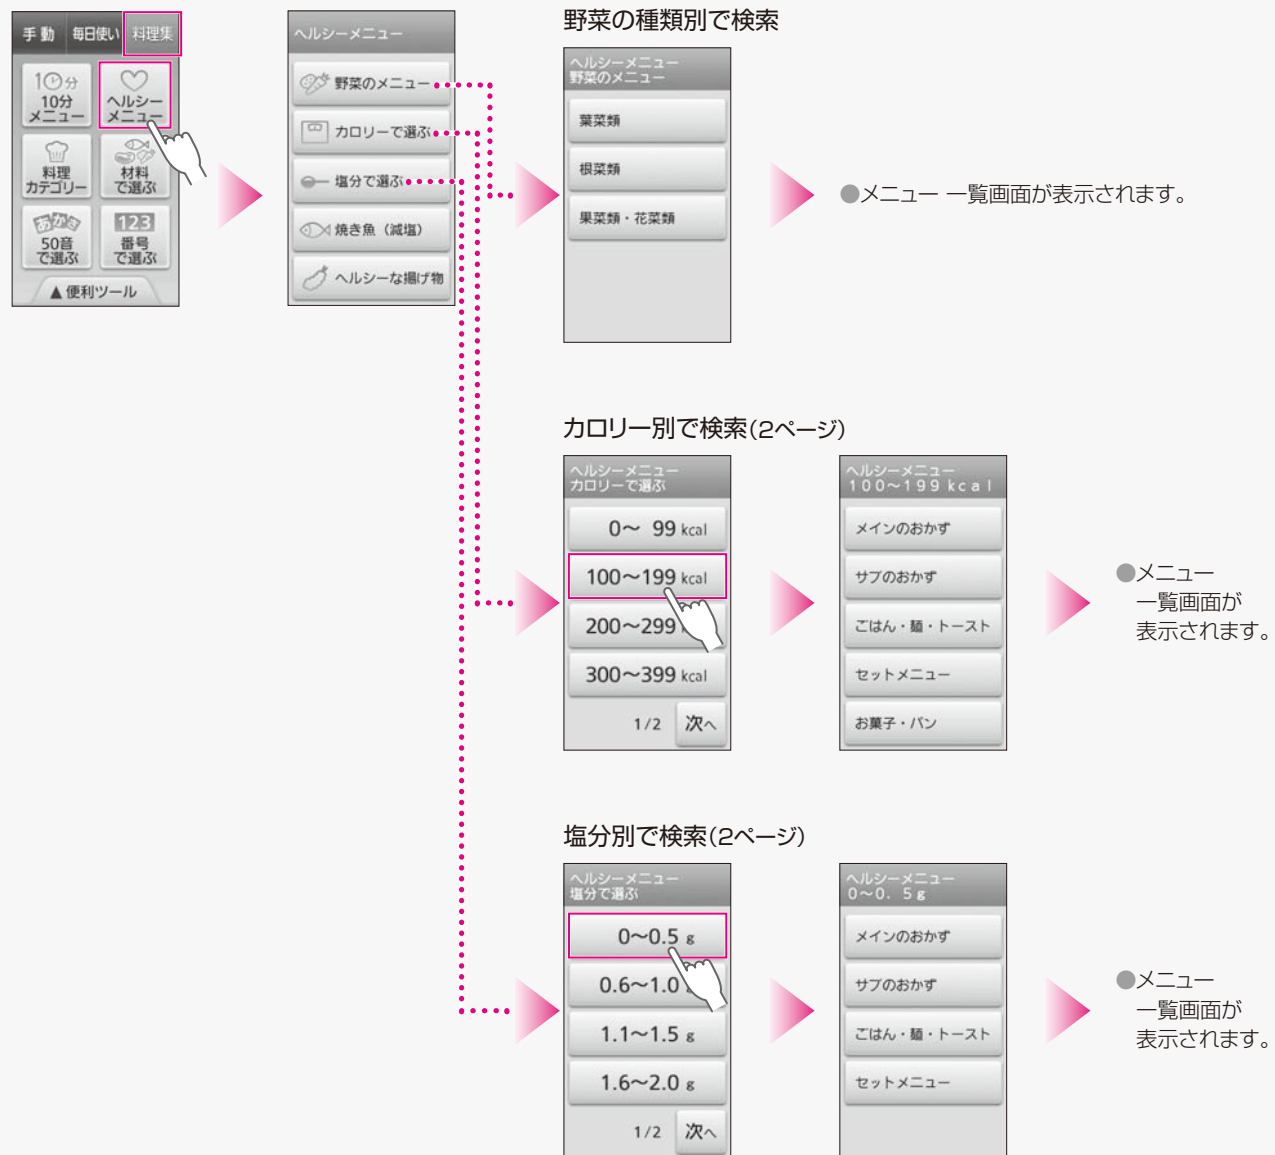 手動 毎日使い 料理集
10分
10分
メニュー
ヘルシー
メニュー
料理
カテゴリー
材料
で選ぶ
あかさ
50音
で選ぶ
123
番号
で選ぶ
▲便利ツール
ヘルシーメニュー
野菜のメニュー
カロリーで選ぶ
塩分で選ぶ
焼き魚（減塩）
ヘルシーな揚げ物
野菜の種類別で検索
ヘルシーメニュー
野菜のメニュー
葉菜類
根菜類
果菜類・花菜類
●メニュー 一覧画面が表示されます。
カロリー別で検索(2ページ)
ヘルシーメニュー
カロリーで選ぶ
0～ 99 kcal
100～199 kcal
200～299
300～399 kcal
1/2 次へ
ヘルシーメニュー
100～199 kcal
メインのおかず
サブのおかず
ごはん・麺・トースト
セットメニュー
お菓子・パン
●メニュー
一覧画面が
表示されます。
塩分別で検索(2ページ)
ヘルシーメニュー
塩分で選ぶ
0～0.5 g
0.6～1.0 g
1.1～1.5 g
1.6～2.0 g
1/2 次へ
ヘルシーメニュー
0～0. 5g
メインのおかず
サブのおかず
ごはん・麺・トースト
セットメニュー
●メニュー
一覧画面が
表示されます。